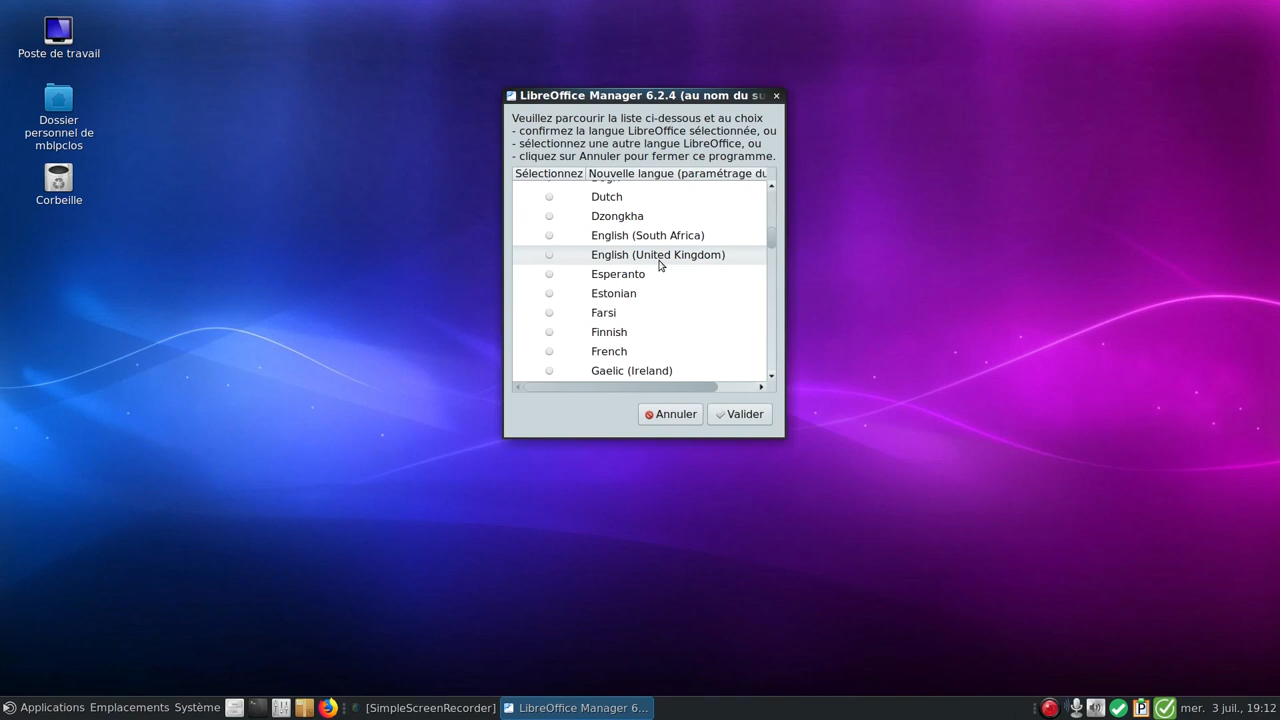 Poste de travail
Dossier
personnel de
mblpclos
Corbeille
LibreOffice Manager 6.2.4 (au nom du su
Veuillez parcourir la liste ci-dessous et au choix
- confirmez la langue LibreOffice sélectionnée, ou
- sélectionnez une autre langue LibreOffice, ou
- cliquez sur Annuler pour fermer ce programme.
Sélectionnez Nouvelle langue (paramétrage du
Dutch
Dzongkha
English (South Africa)
English (United Kingdom)
Esperanto
Estonian
Farsi
Finnish
French
Gaelic (Ireland)
Annuler Valider
Applications Emplacements Système [SimpleScreenRecorder] LibreOffice Manager 6... mer. 3 juil., 19:12